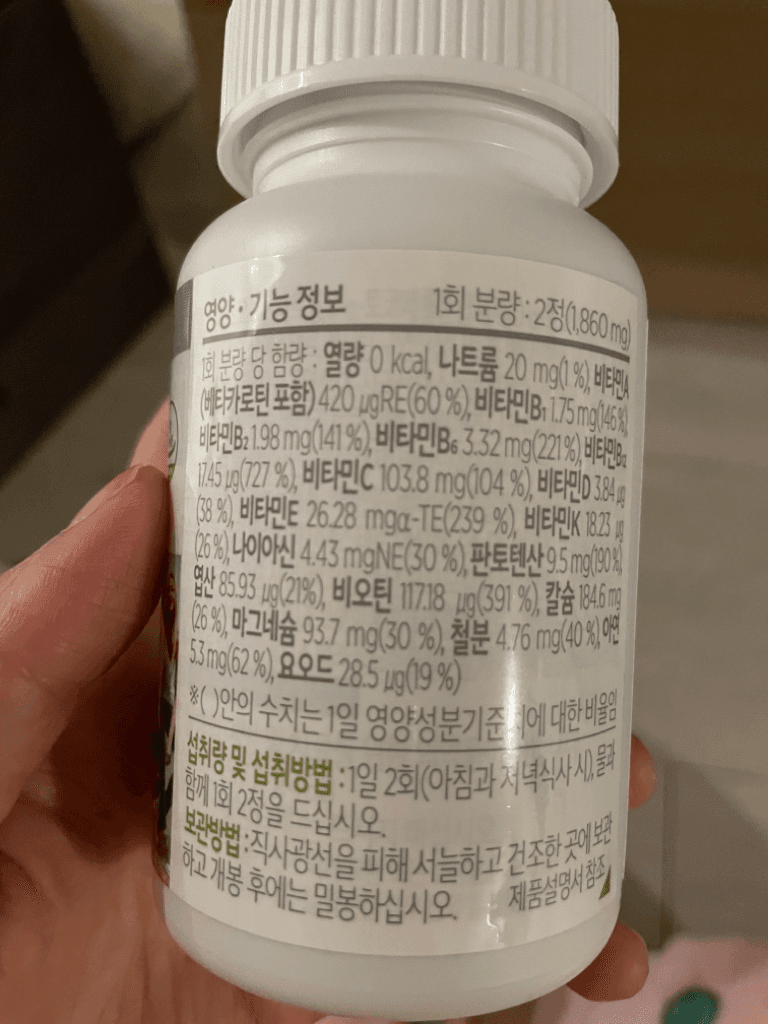 영양·기능 정보 1회 분량 : 2정(1,860 mg)
1회 분량 당 함량 : 열량 0 kcal, 나트륨 20 mg(1 %), 비타민A
(베타카로틴 포함) 420 μgRE(60 %), 비타민B₁ 1.75 mg(146 %),
비타민B₂ 1.98 mg(141 %), 비타민B₆ 3.32 mg(221 %), 비타민B₁₂
17.45 μg(727 %), 비타민C 103.8 mg(104 %), 비타민D 3.84 μg
(38 %), 비타민E 26.28 mgα-TE(239 %), 비타민K 18.23 μg
(26 %), 나이아신 4.43 mgNE(30 %), 판토텐산 9.5 mg(190 %),
엽산 85.93 μg(21%), 비오틴 117.18 μg(391 %), 칼슘 184.6 mg
(26 %), 마그네슘 93.7 mg(30 %), 철분 4.76 mg(40 %), 아연
5.3 mg(62 %), 요오드 28.5 μg(19 %)
※( )안의 수치는 1일 영양성분기준치에 대한 비율임
섭취량 및 섭취방법 : 1일 2회(아침과 저녁식사 시), 물과
함께 1회 2정을 드십시오.
보관방법 : 직사광선을 피해 서늘하고 건조한 곳에 보관
하고 개봉 후에는 밀봉하십시오. 제품설명서 참조